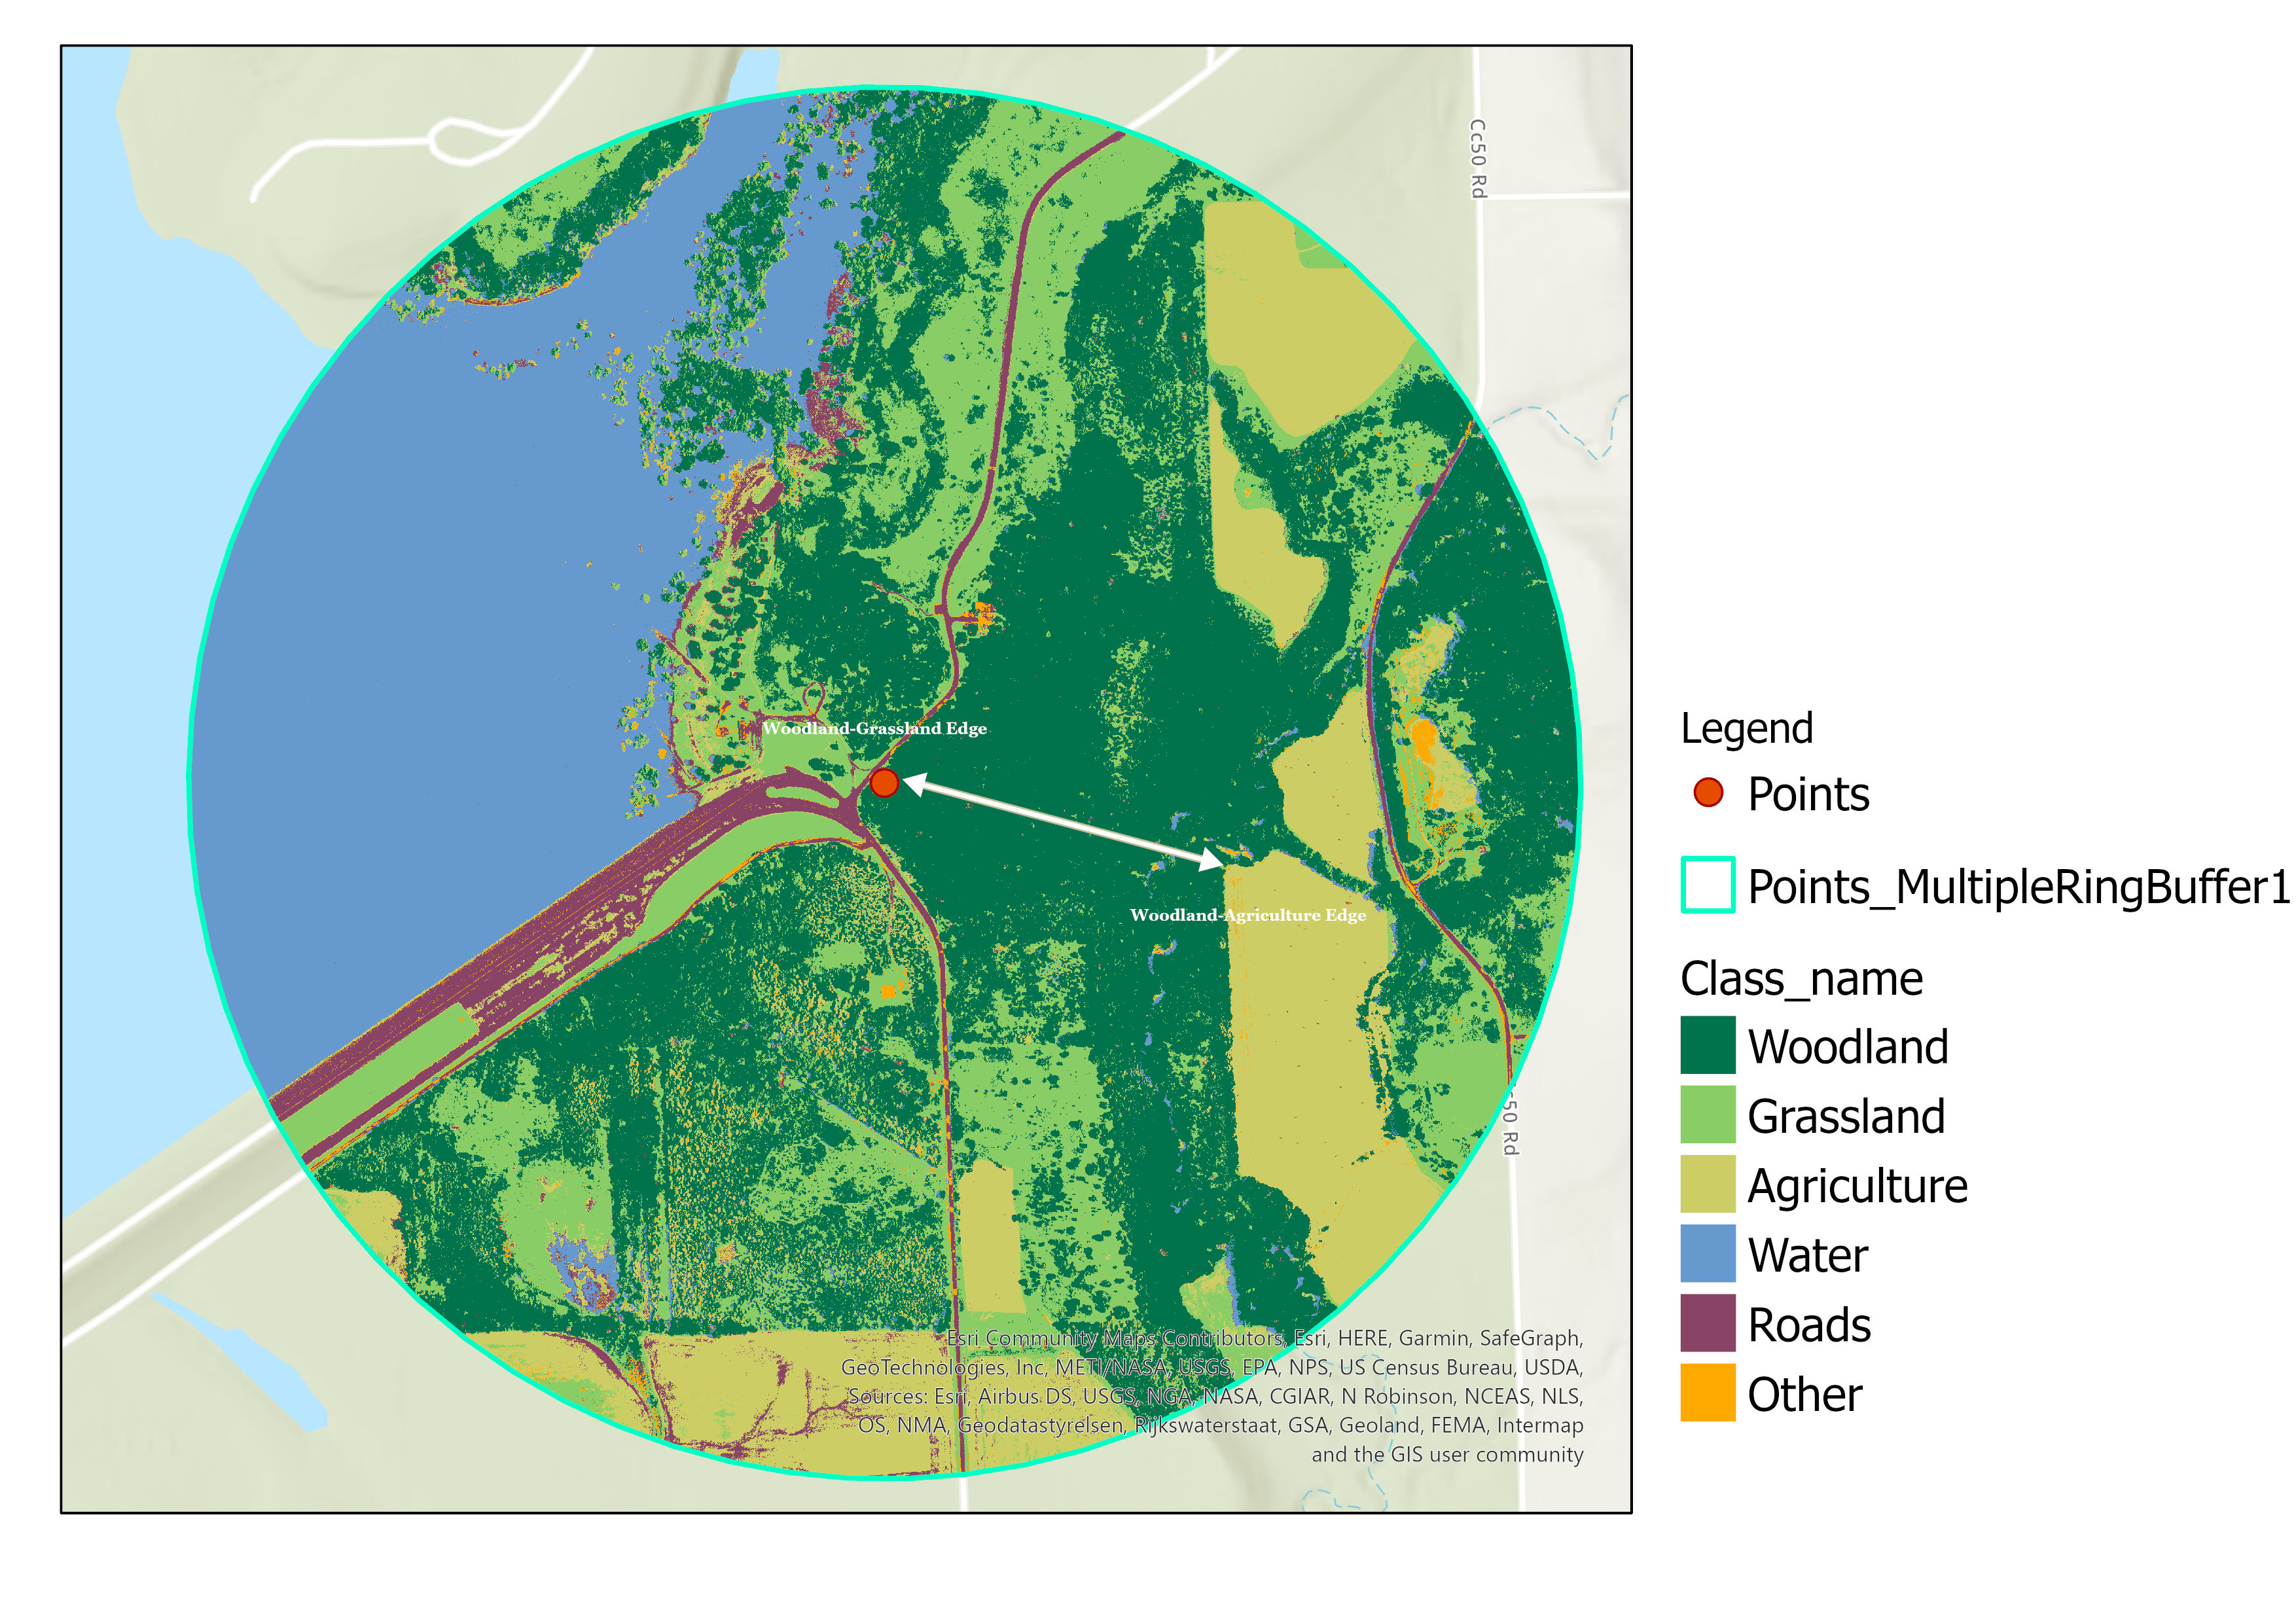 Cc50 Rd
Woodland-Grassland Edge
Woodland-Agriculture Edge
c50 Rd
Esri Community Maps Contributors, Esri, HERE, Garmin, SafeGraph,
GeoTechnologies, Inc, METI/NASA, USGS, EPA, NPS, US Census Bureau, USDA,
Sources: Esri, Airbus DS, USGS, NGA, NASA, CGIAR, N Robinson, NCEAS, NLS,
OS, NMA, Geodatastyrelsen, Rijkswaterstaat, GSA, Geoland, FEMA, Intermap
and the GIS user community
Legend
Points
Points_MultipleRingBuffer1
Class_name
Woodland
Grassland
Agriculture
Water
Roads
Other